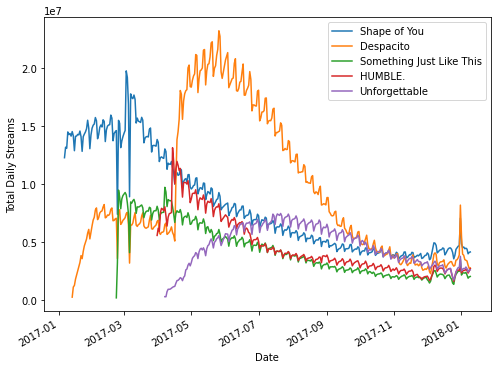 1e7
Shape of You
Despacito
Something Just Like This
HUMBLE.
Unforgettable
Total Daily Streams
2.0
1.5
1.0
0.5
0.0
2017-01
2017-03
2017-05
2017-07
2017-09
2017-11
2018-01
Date